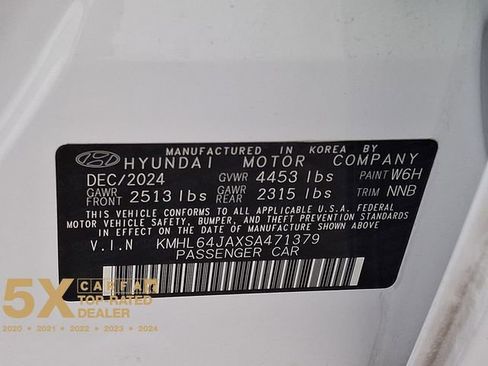 MANUFACTURED IN KOREA BY
HYUNDAI MOTOR COMPANY
DEC/2024 GVWR 4453 lbs PAINT W6H
GAWR FRONT 2513 lbs GAWR REAR 2315 lbs TRIM NNB
THIS VEHICLE CONFORMS TO ALL APPLICABLE U.S. FEDERAL
MOTOR VEHICLE SAFETY, BUMPER, AND THEFT PREVENTION
STANDARDS IN EFFECT ON THE DATE OF MANUFACTURE SHOWN ABOVE.
V.I.N KMHL64JAXSA471379
PASSENGER CAR
5X
CARFAX
TOP-RATED
DEALER
2020 • 2021 • 2022 • 2023 • 2024